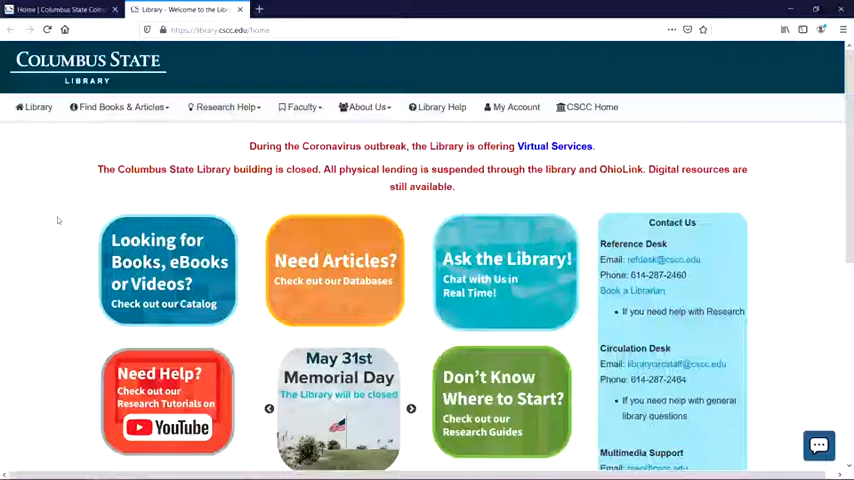 Home | Columbus State Com
Library - Welcome to the Libr
https://library.cscc.edu/home
COLUMBUS STATE
LIBRARY
Library
Find Books & Articles
Research Help
Faculty
About Us
Library Help
My Account
CSCC Home
During the Coronavirus outbreak, the Library is offering Virtual Services.
The Columbus State Library building is closed. All physical lending is suspended through the library and OhioLink. Digital resources are
still available.
Looking for
Books, eBooks
or Videos?
Check out our Catalog
Need Articles?
Check out our Databases
Ask the Library!
Chat with Us in
Real Time!
Contact Us
Reference Desk
Email: refdesk@cscc.edu
Phone: 614-287-2460
Book a Librarian
If you need help with Research
Circulation Desk
Email: librarycircstaff@cscc.edu
Phone: 614-287-2464
If you need help with general
library questions
Multimedia Support
Need Help?
Check out our
Research Tutorials on
YouTube
May 31st
Memorial Day
The Library will be closed
Don't Know
Where to Start?
Check out our
Research Guides